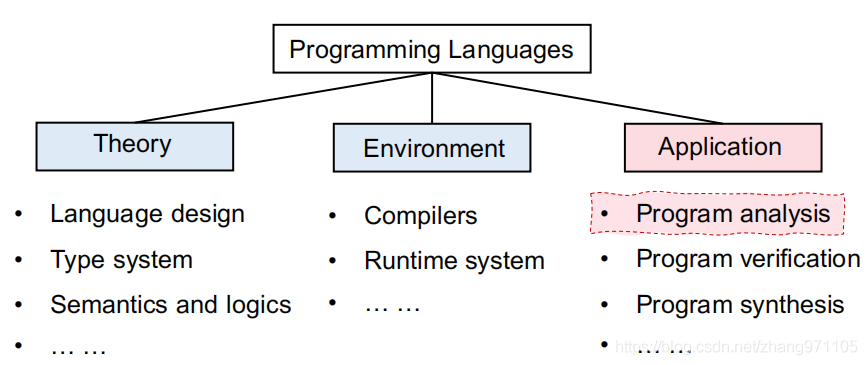 Programming Languages
Theory
Environment
Application
• Language design
• Type system
• Semantics and logics
• … …
• Compilers
• Runtime system
• … …
• Program analysis
• Program verification
• Program synthesis
• … …
https://blog.csdn.net/zhang971105